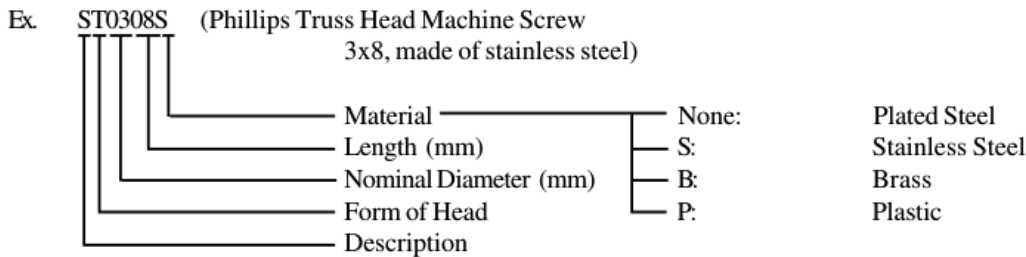 Ex. ST0308S (Phillips Truss Head Machine Screw
3x8, made of stainless steel)
Material None: Plated Steel
Length (mm) S: Stainless Steel
Nominal Diameter (mm) B: Brass
Form of Head P: Plastic
Description